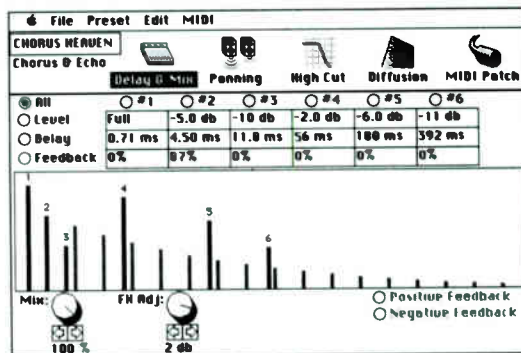 File Preset Edit MIDI
CHORUS HEAVEN
Chorus & Echo
Delay & Mix Panning High Cut Diffusion MIDI Patch
All #1 #2 #3 #4 #5 #6
Level Full -5.0 db -10 db -2.0 db -6.0 db -11 db
Delay 0.71 ms 4.50 ms 11.8 ms 56 ms 180 ms 392 ms
Feedback 0% 87% 0% 0% 0% 0%
1
2
3
4
5
6
Mix: FX Adj: Positive Feedback
Negative Feedback
100 % 2 db